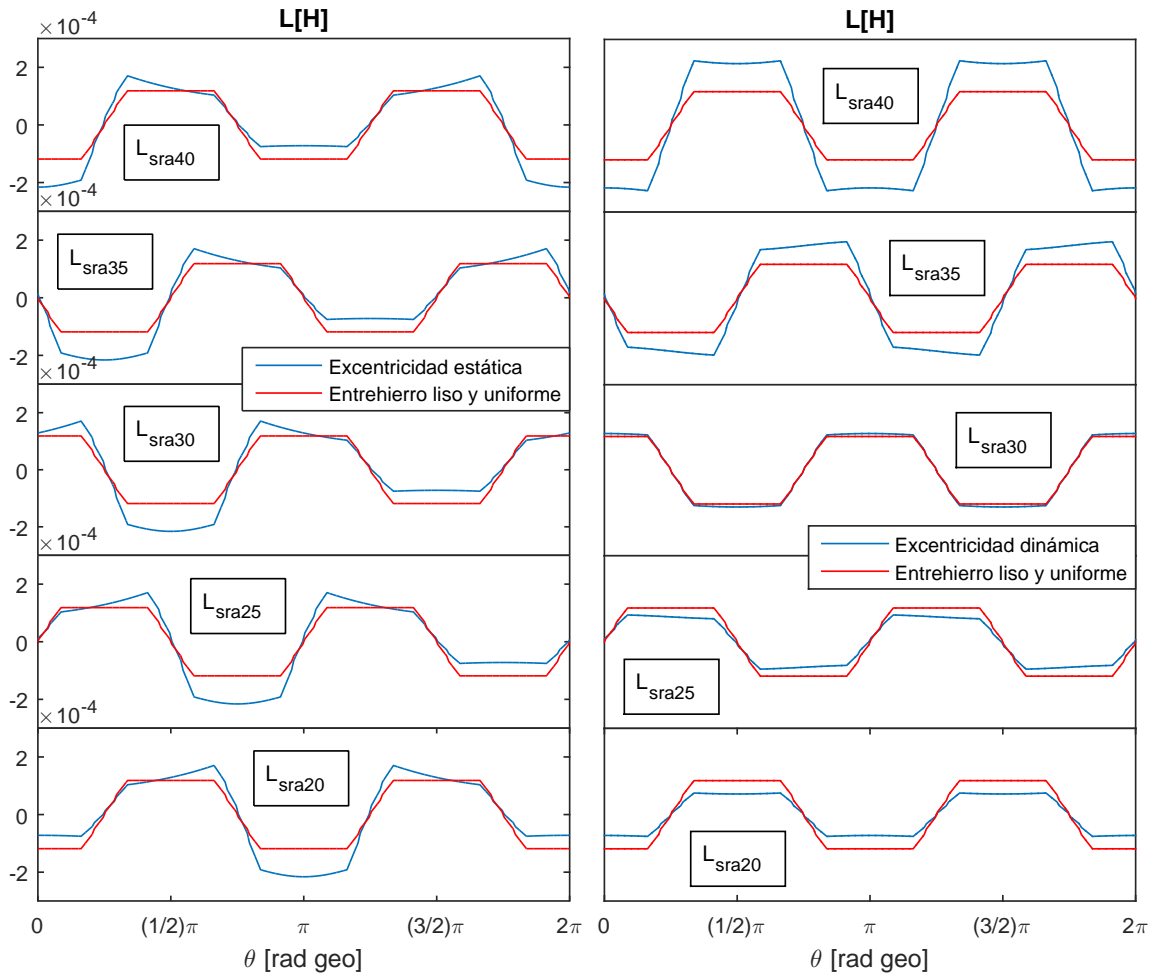 L[H]
×10⁻⁴
2
0
-2
L_sra40
×10⁻⁴
2
0
-2
L_sra35
×10⁻⁴
Excentricidad estática
Entrehierro liso y uniforme
2
0
-2
L_sra30
×10⁻⁴
2
0
-2
L_sra25
×10⁻⁴
2
0
-2
L_sra20
0 (1/2)π π (3/2)π 2π
θ [rad geo]
L[H]
L_sra40
L_sra35
L_sra30
Excentricidad dinámica
Entrehierro liso y uniforme
L_sra25
L_sra20
0 (1/2)π π (3/2)π 2π
θ [rad geo]